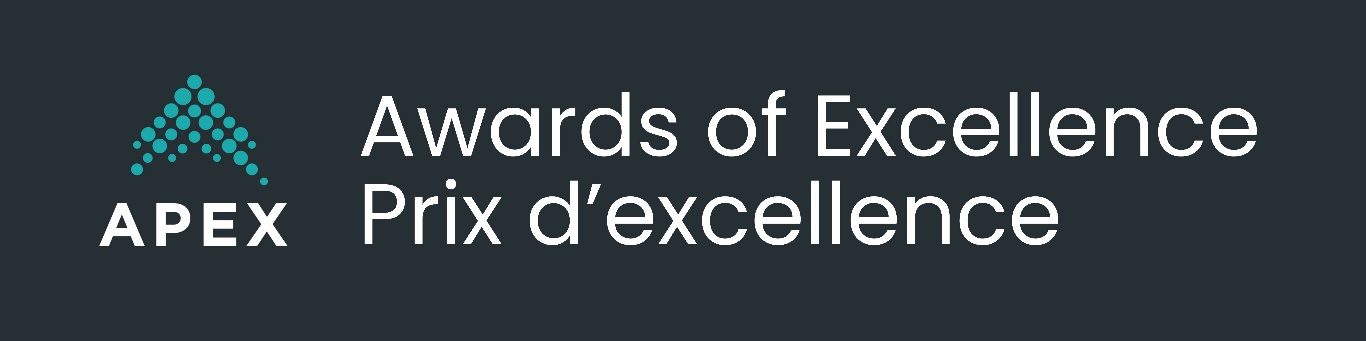 APEX
Awards of Excellence
Prix d’excellence